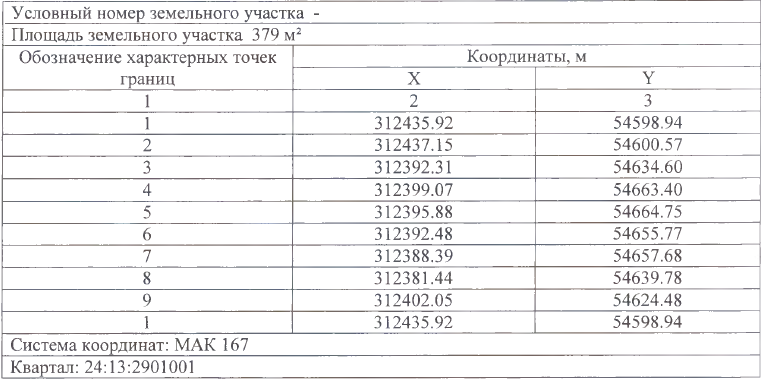 Условный номер земельного участка -
Площадь земельного участка 379 м²
Обозначение характерных точек границ
Координаты, м
X Y
1 2 3
1 312435.92 54598.94
2 312437.15 54600.57
3 312392.31 54634.60
4 312399.07 54663.40
5 312395.88 54664.75
6 312392.48 54655.77
7 312388.39 54657.68
8 312381.44 54639.78
9 312402.05 54624.48
1 312435.92 54598.94
Система координат: МАК 167
Квартал: 24:13:2901001